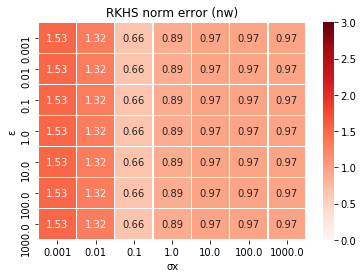 RKHS norm error (nw)
ε
0.001 1.53 1.32 0.66 0.89 0.97 0.97 0.97
0.01 1.53 1.32 0.66 0.89 0.97 0.97 0.97
0.1 1.53 1.32 0.66 0.89 0.97 0.97 0.97
1.0 1.53 1.32 0.66 0.89 0.97 0.97 0.97
10.0 1.53 1.32 0.66 0.89 0.97 0.97 0.97
100.0 1.53 1.32 0.66 0.89 0.97 0.97 0.97
1000.0 1.53 1.32 0.66 0.89 0.97 0.97 0.97
0.001 0.01 0.1 1.0 10.0 100.0 1000.0
σx
3.0
2.5
2.0
1.5
1.0
0.5
0.0